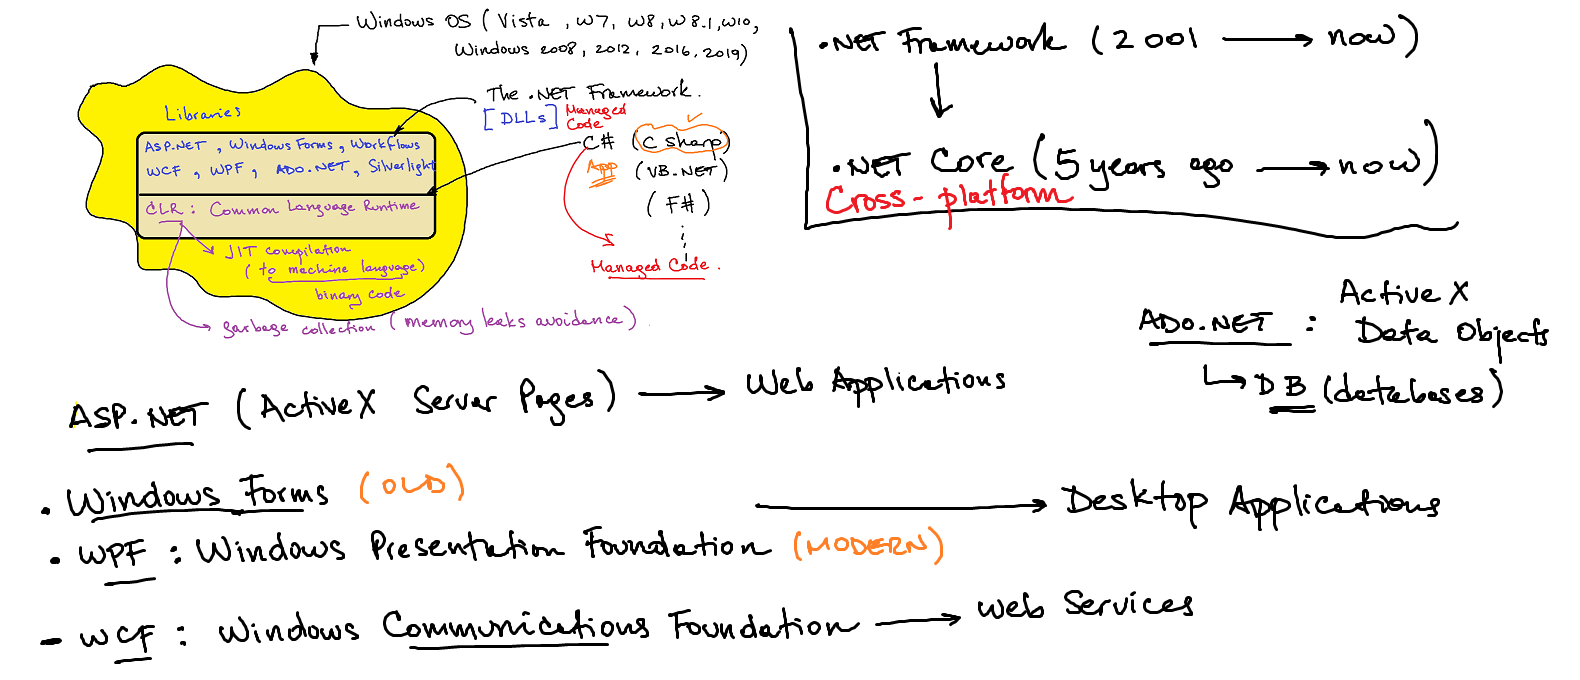 Windows OS (Vista, W7, W8, W8.1, W10,
Windows 2008, 2012, 2016, 2019)
The .NET Framework.
[DLLs] Managed
Code
Libraries
ASP.NET, Windows Forms, Workflows
WCF, WPF, ADO.NET, Silverlight
CLR: Common Language Runtime
JIT compilation
(to machine language)
binary code
garbage collection (memory leaks avoidance).
C# (C sharp)
App (VB.NET)
(F#)
Managed Code.
.NET Framework (2001 → now)
.NET Core (5 years ago → now)
Cross-platform
ADO.NET : Active X
Data Objects
DB (databases)
ASP.NET (ActiveX Server Pages) → Web Applications
• Windows Forms (OLD)
→ Desktop Applications
• WPF : Windows Presentation Foundation (MODERN)
- WCF : Windows Communications Foundation → Web Services